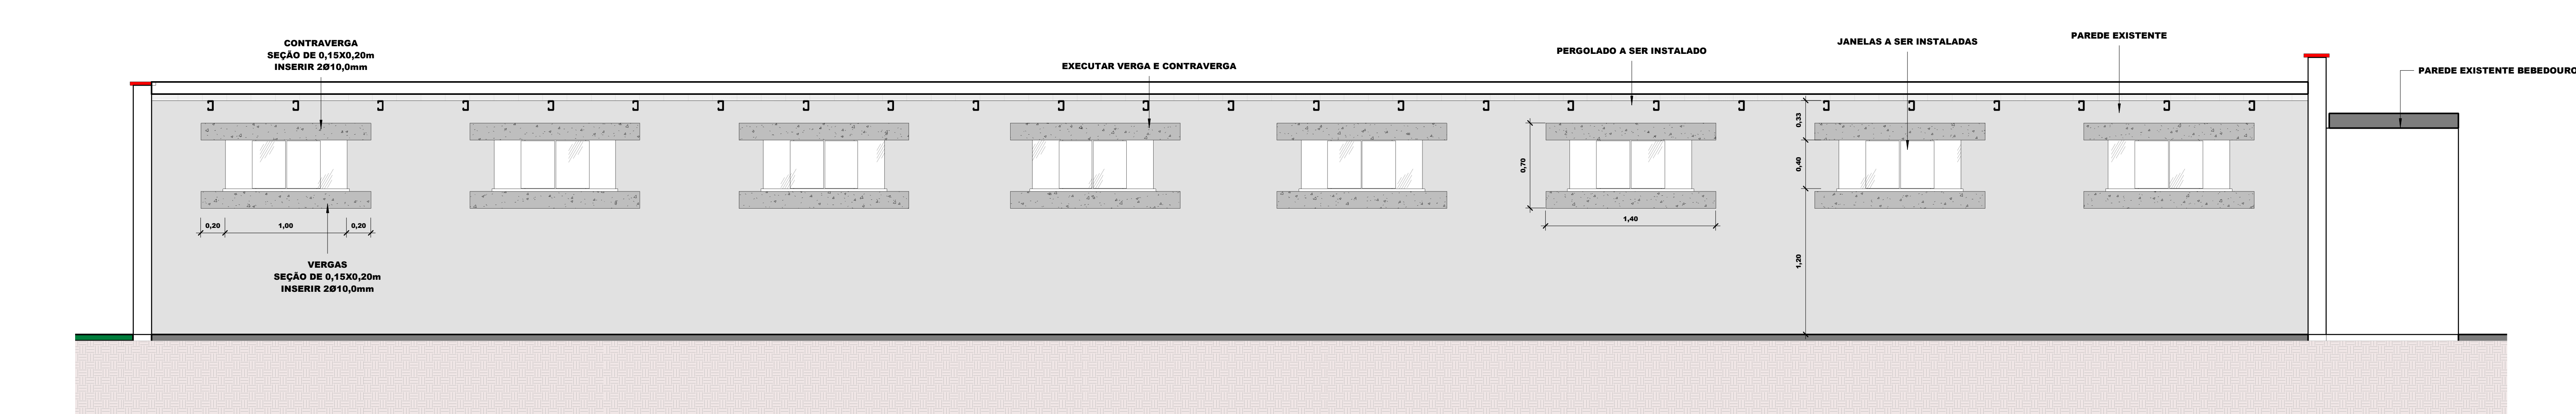 CONTRAVERGA
SEÇÃO DE 0,15X0,20m
INSERIR 2Ø10,0mm
EXECUTAR VERGA E CONTRAVERGA
PERGOLADO A SER INSTALADO
JANELAS A SER INSTALADAS
PAREDE EXISTENTE
PAREDE EXISTENTE BEBEDOURO
0,33
0,70
0,40
0,20
1,00
0,20
1,40
1,20
VERGAS
SEÇÃO DE 0,15X0,20m
INSERIR 2Ø10,0mm